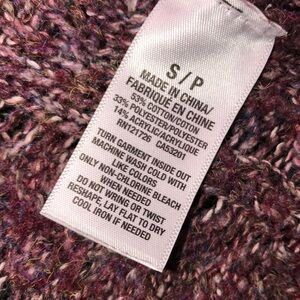 S / P
MADE IN CHINA/
FABRIQUE EN CHINE
53% COTTON/COTON
33% POLYESTER/POLYESTER
14% ACRYLIC/ACRYLIQUE
RN121726 CA53201
TURN GARMENT INSIDE OUT
MACHINE WASH COLD WITH
LIKE COLORS
ONLY NON-CHLORINE BLEACH
WHEN NEEDED
DO NOT WRING OR TWIST
RESHAPE, LAY FLAT TO DRY
COOL IRON IF NEEDED